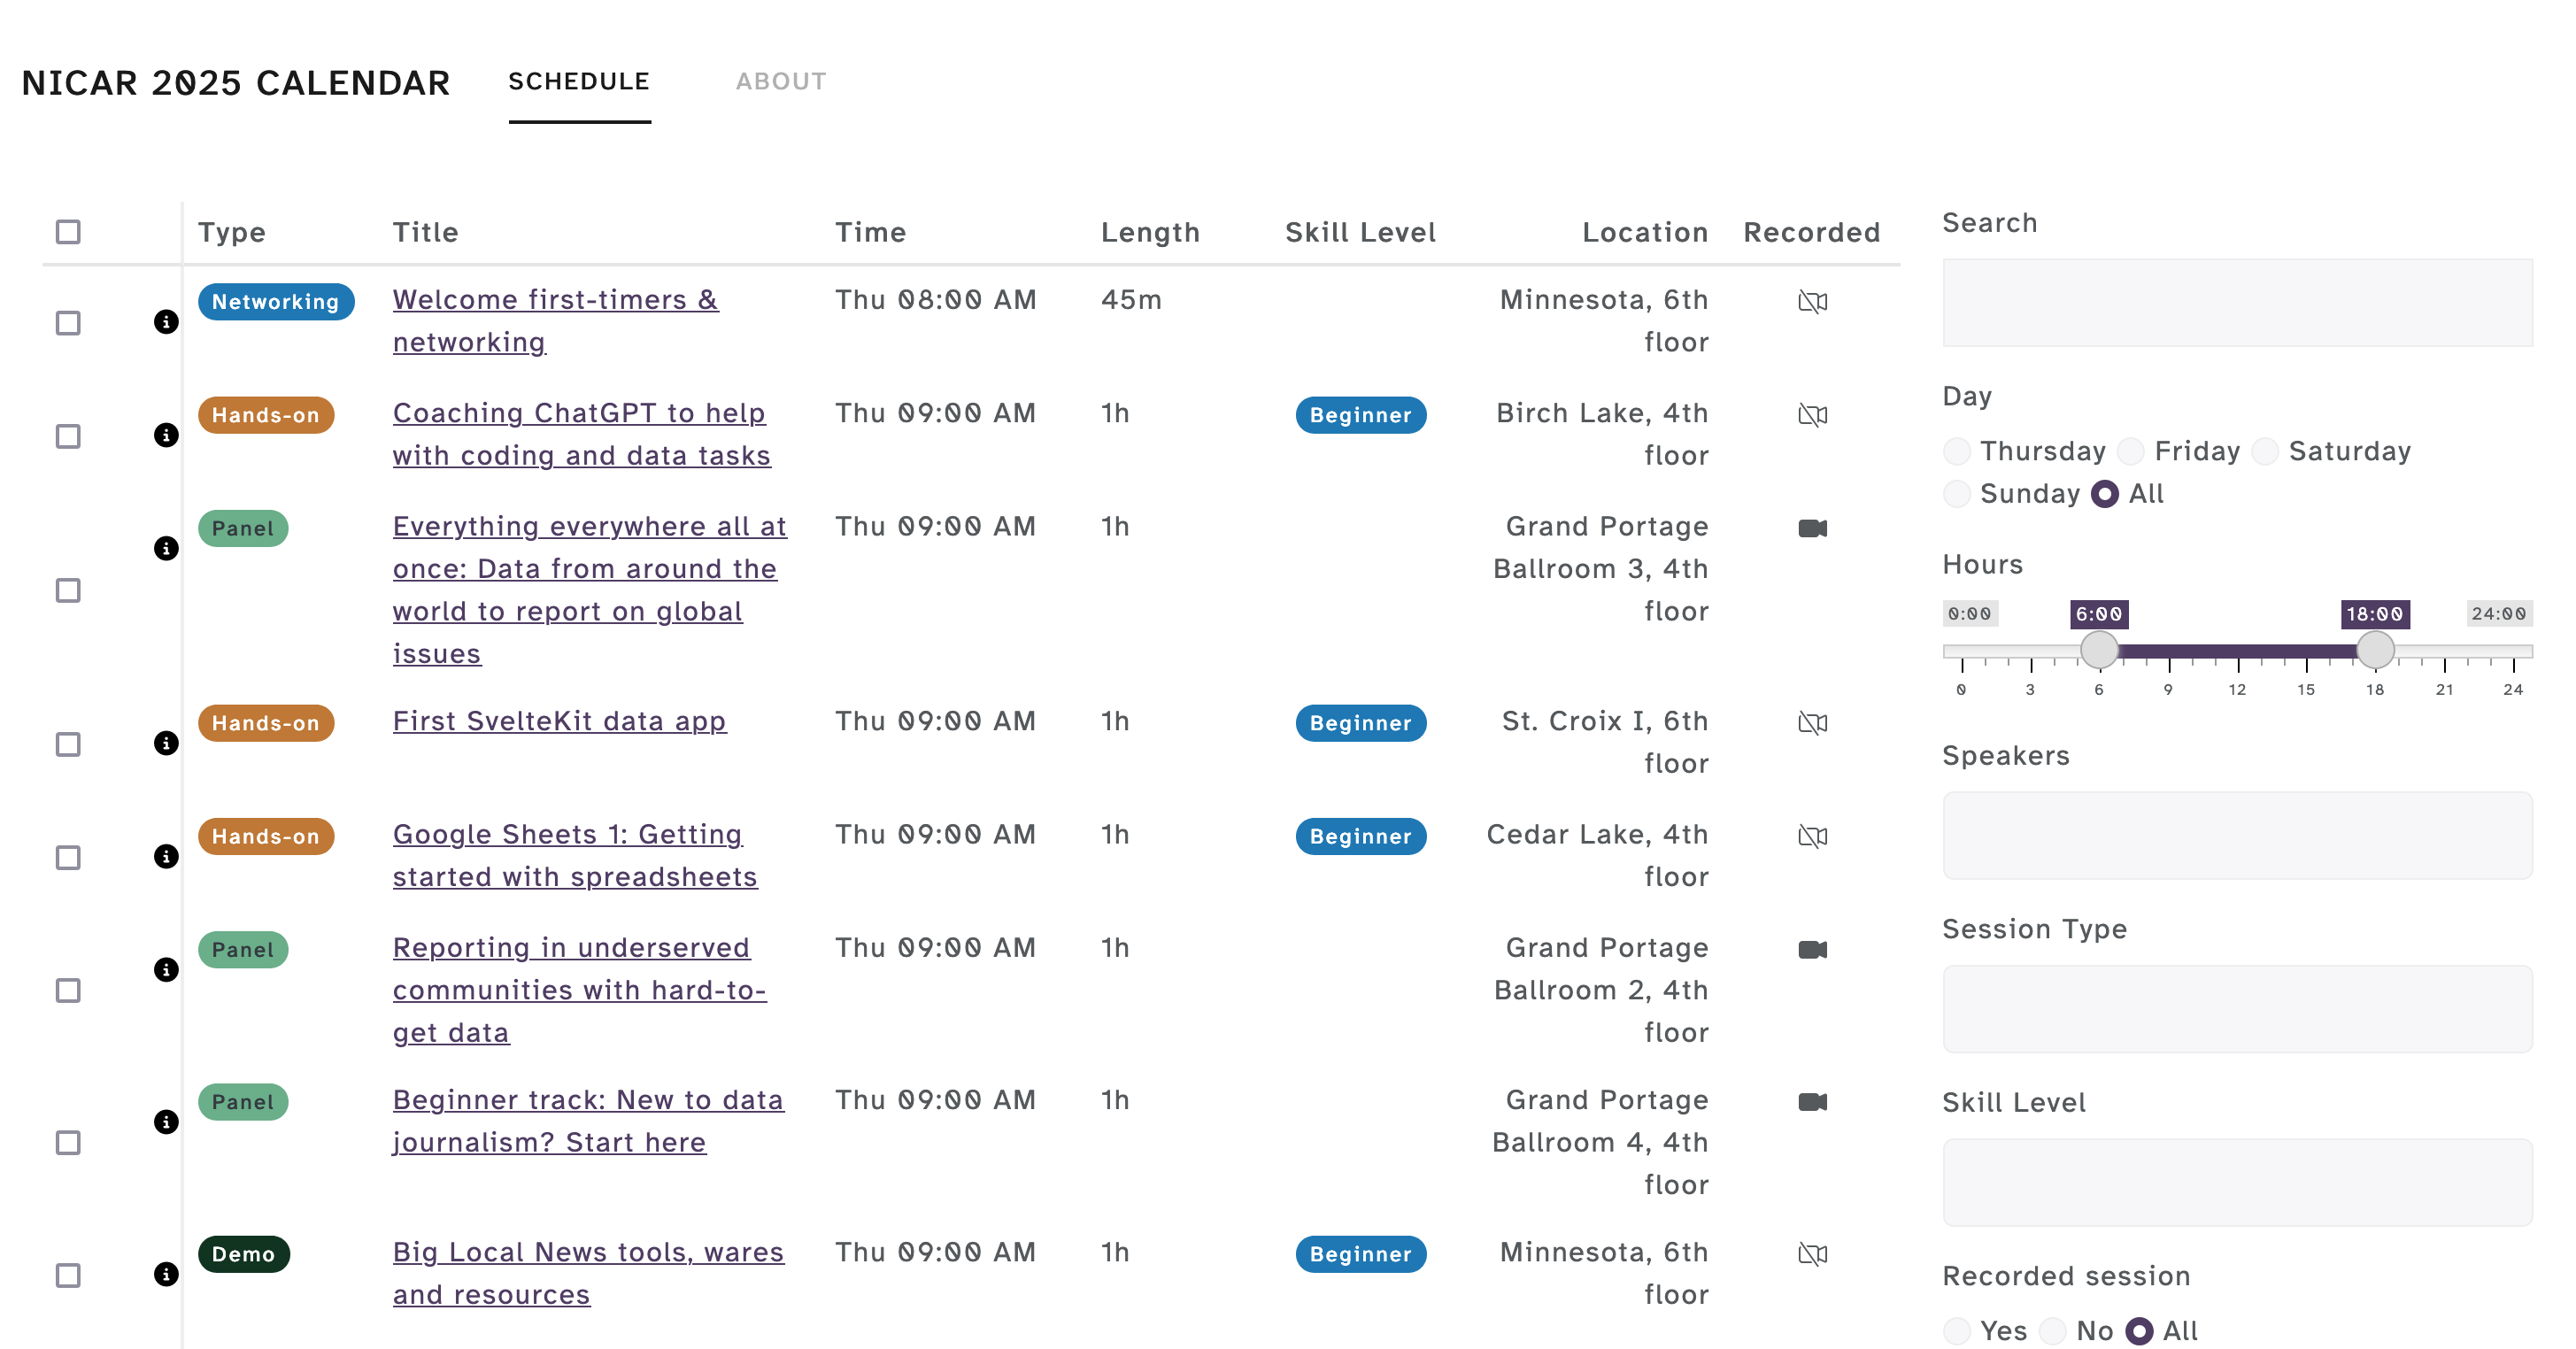 NICAR 2025 CALENDAR SCHEDULE ABOUT
Type Title Time Length Skill Level Location Recorded
Networking Welcome first-timers & Thu 08:00 AM 45m Minnesota, 6th
networking floor
Hands-on Coaching ChatGPT to help Thu 09:00 AM 1h Beginner Birch Lake, 4th
with coding and data tasks floor
Panel Everything everywhere all at Thu 09:00 AM 1h Grand Portage
once: Data from around the Ballroom 3, 4th
world to report on global floor
issues
Hands-on First SvelteKit data app Thu 09:00 AM 1h Beginner St. Croix I, 6th
floor
Hands-on Google Sheets 1: Getting Thu 09:00 AM 1h Beginner Cedar Lake, 4th
started with spreadsheets floor
Panel Reporting in underserved Thu 09:00 AM 1h Grand Portage
communities with hard-to- Ballroom 2, 4th
get data floor
Panel Beginner track: New to data Thu 09:00 AM 1h Grand Portage
journalism? Start here Ballroom 4, 4th
floor
Demo Big Local News tools, wares Thu 09:00 AM 1h Beginner Minnesota, 6th
and resources floor
Search
Day
Thursday Friday Saturday
Sunday All
Hours
0:00 6:00 18:00 24:00
0 3 6 9 12 15 18 21 24
Speakers
Session Type
Skill Level
Recorded session
Yes No All